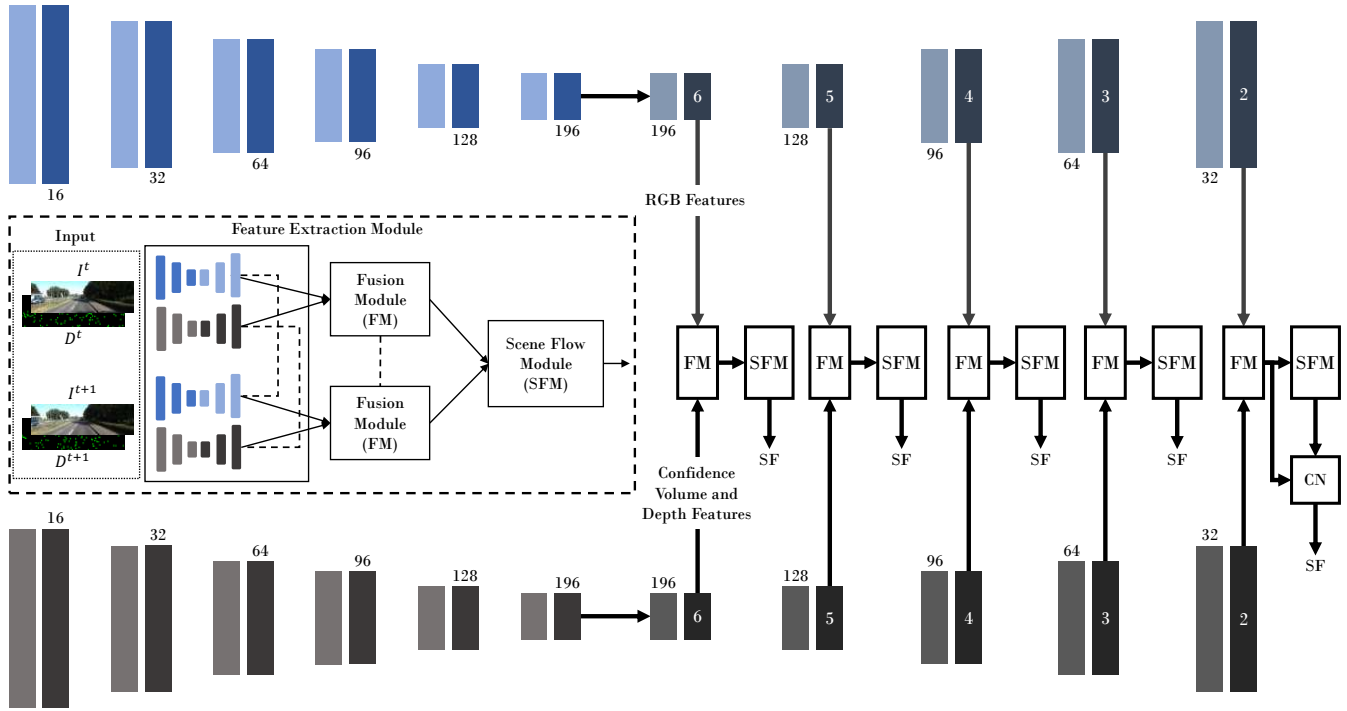 16
32
64
96
128
196
196
6
128
5
96
4
64
3
32
2
RGB Features
Input
Feature Extraction Module
I^t
D^t
I^{t+1}
D^{t+1}
Fusion
Module
(FM)
Fusion
Module
(FM)
Scene Flow
Module
(SFM)
FM
SFM
FM
SFM
FM
SFM
FM
SFM
FM
SFM
SF
SF
SF
SF
CN
SF
Confidence
Volume and
Depth Features
16
32
64
96
128
196
196
6
128
5
96
4
64
3
32
2